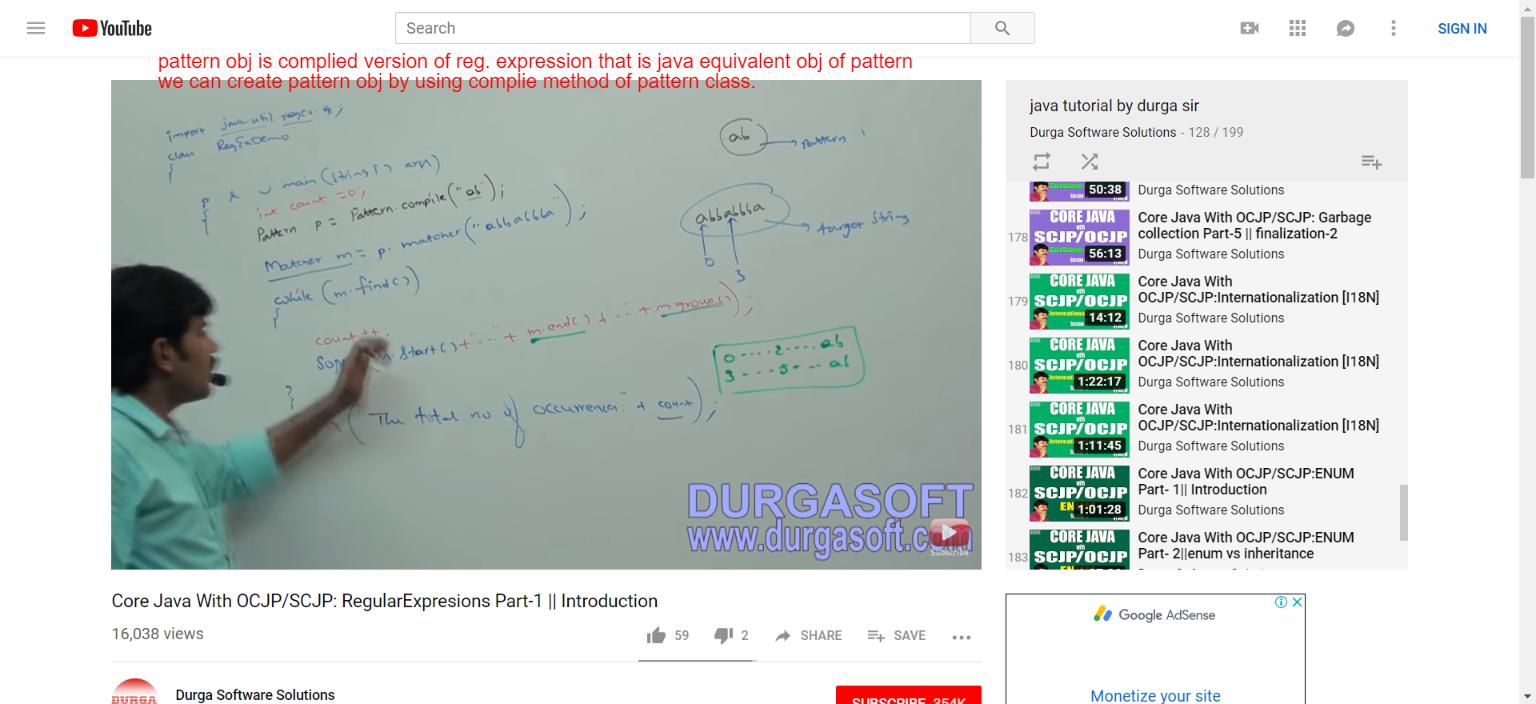 YouTube
Search
SIGN IN
pattern obj is complied version of reg. expression that is java equivalent obj of pattern
we can create pattern obj by using complie method of pattern class.
import java.util.regex.*;
class RegExDemo
{
p s v main(String[] args)
{
int count =0;
Pattern p = Pattern.compile("ab");
Matcher m = p.matcher("abbabbba");
while (m.find())
{
count++;
Sop(m.start()+"..." + m.end()+"..."+m.group());
}
(The total no of occurrences:" + count);
ab
pattern
abbabbba
target string
0
3
0....2....ab
3....5....ab
DURGASOFT
www.durgasoft.com
Subscribe
Core Java With OCJP/SCJP: RegularExpresions Part-1 || Introduction
16,038 views
59
2
SHARE
SAVE
DURGA
Durga Software Solutions
SUBSCRIBE 354K
java tutorial by durga sir
Durga Software Solutions - 128 / 199
50:38
Durga Software Solutions
178
CORE JAVA
with
SCJP/OCJP
56:13
Core Java With OCJP/SCJP: Garbage
collection Part-5 || finalization-2
Durga Software Solutions
179
CORE JAVA
with
SCJP/OCJP
14:12
Core Java With
OCJP/SCJP:Internationalization [I18N]
Durga Software Solutions
180
CORE JAVA
with
SCJP/OCJP
1:22:17
Core Java With
OCJP/SCJP:Internationalization [I18N]
Durga Software Solutions
181
CORE JAVA
with
SCJP/OCJP
1:11:45
Core Java With
OCJP/SCJP:Internationalization [I18N]
Durga Software Solutions
182
CORE JAVA
with
SCJP/OCJP
1:01:28
Core Java With OCJP/SCJP:ENUM
Part- 1|| Introduction
Durga Software Solutions
183
CORE JAVA
with
SCJP/OCJP
Core Java With OCJP/SCJP:ENUM
Part- 2||enum vs inheritance
Google AdSense
Monetize your site